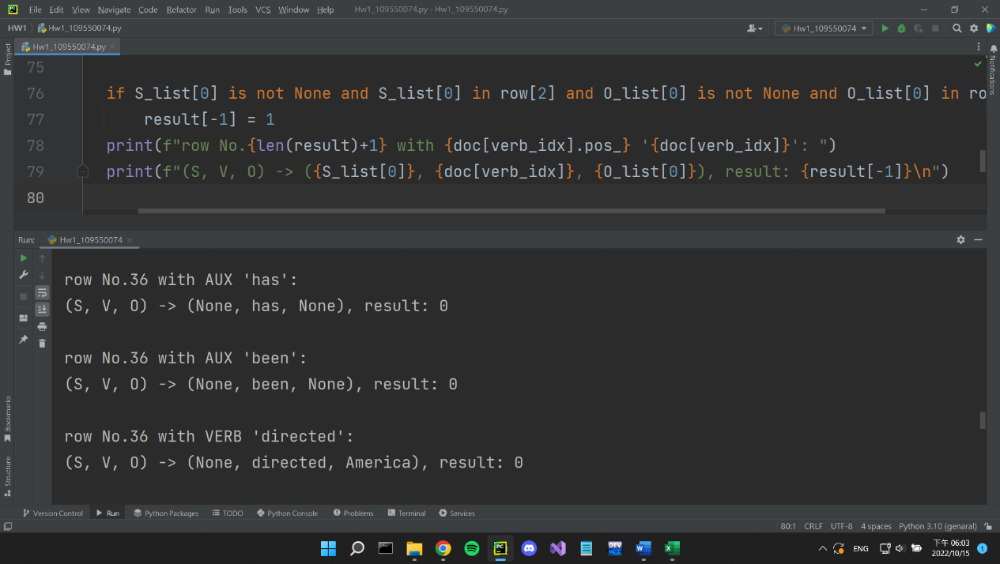 File Edit View Navigate Code Refactor Run Tools VCS Window Help Hw1_109550074.py - Hw1_109550074.py
HW1 Hw1_109550074.py Hw1_109550074
Hw1_109550074.py
Project
Notifications
75
76 if S_list[0] is not None and S_list[0] in row[2] and O_list[0] is not None and O_list[0] in ro
77 result[-1] = 1
78 print(f"row No.{len(result)+1} with {doc[verb_idx].pos_} '{doc[verb_idx]}': ")
79 print(f"(S, V, O) -> ({S_list[0]}, {doc[verb_idx]}, {O_list[0]}), result: {result[-1]}\n")
80
Run: Hw1_109550074
row No.36 with AUX 'has':
(S, V, O) -> (None, has, None), result: 0
row No.36 with AUX 'been':
(S, V, O) -> (None, been, None), result: 0
row No.36 with VERB 'directed':
(S, V, O) -> (None, directed, America), result: 0
Bookmarks
Structure
Version Control Run Python Packages TODO Python Console Problems Terminal Services
80:1 CRLF UTF-8 4 spaces Python 3.10 (genaral)
PC DEV W X ENG 下午 06:03
2022/10/15 1